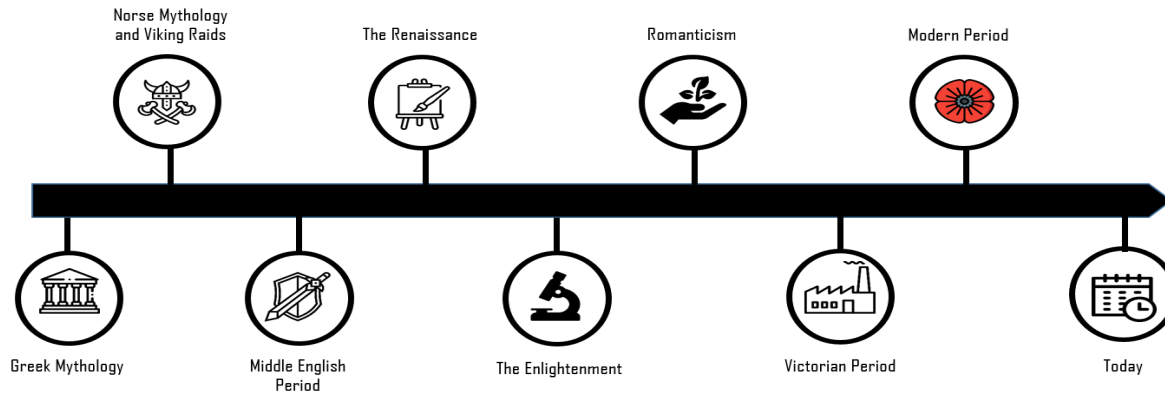 Norse Mythology
and Viking Raids
The Renaissance
Romanticism
Modern Period
Greek Mythology
Middle English
Period
The Enlightenment
Victorian Period
Today